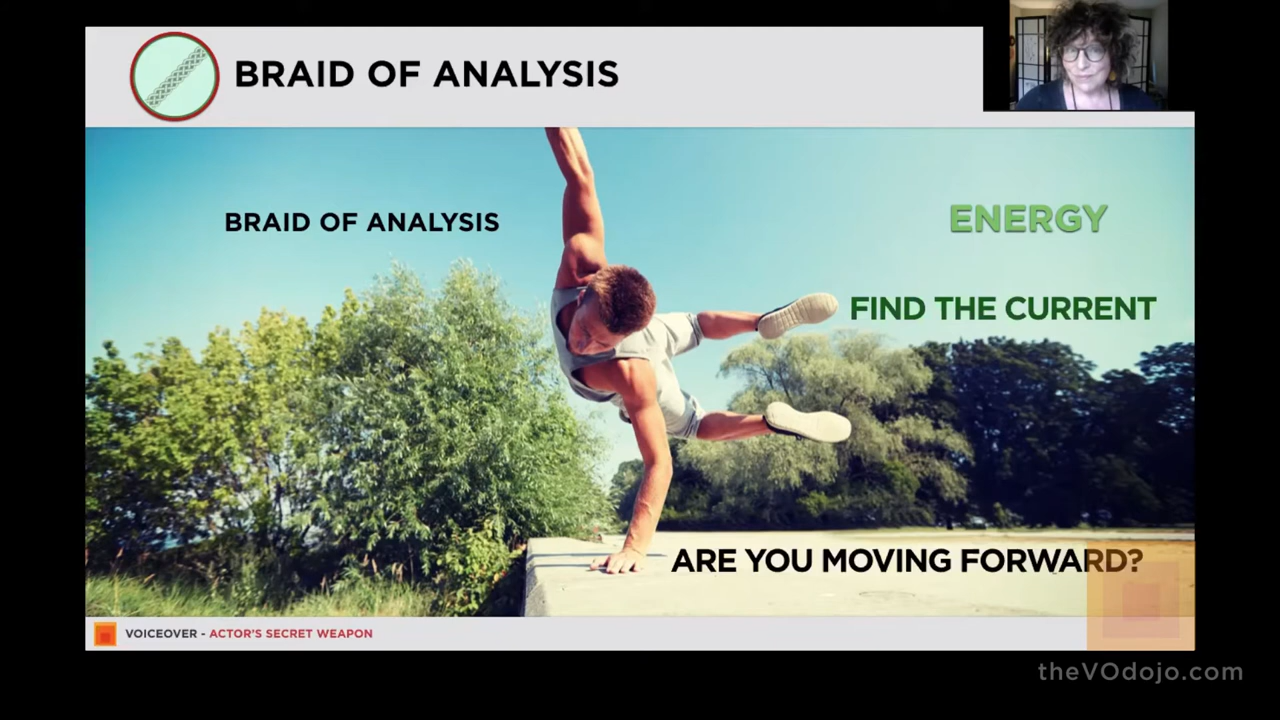 BRAID OF ANALYSIS
BRAID OF ANALYSIS
ENERGY
FIND THE CURRENT
ARE YOU MOVING FORWARD?
VOICEOVER - ACTOR'S SECRET WEAPON
theVOdojo.com